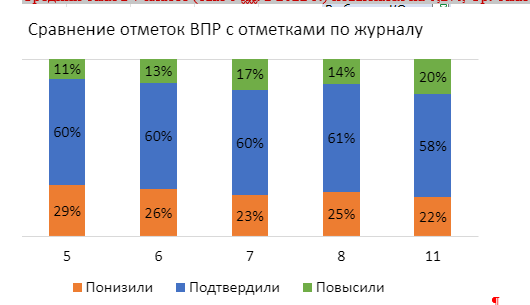 Сравнение отметок ВПР с отметками по журналу
11% 13% 17% 14% 20%
60% 60% 60% 61% 58%
29% 26% 23% 25% 22%
5 6 7 8 11
Понизили Подтвердили Повысили
¶